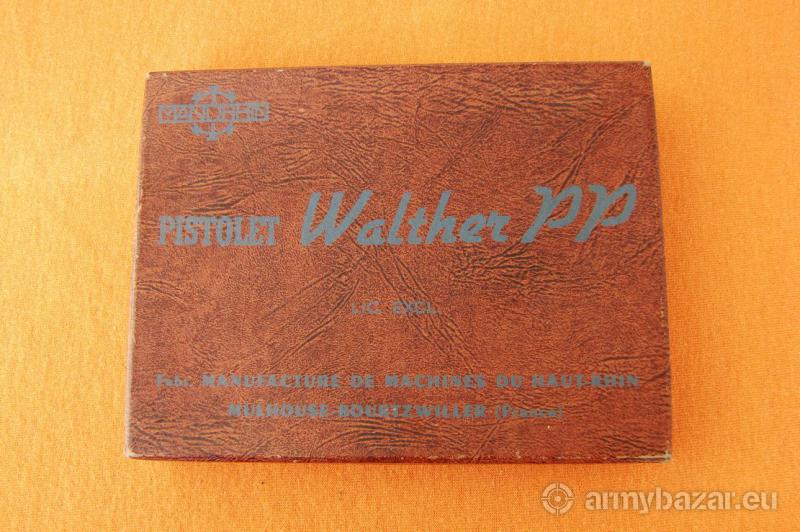 MANURHIN
PISTOLET Walther PP
LIC. EXCL.
Fabr. MANUFACTURE DE MACHINES DU HAUT-RHIN
MULHOUSE-BOURTZWILLER (France)
armybazar.eu